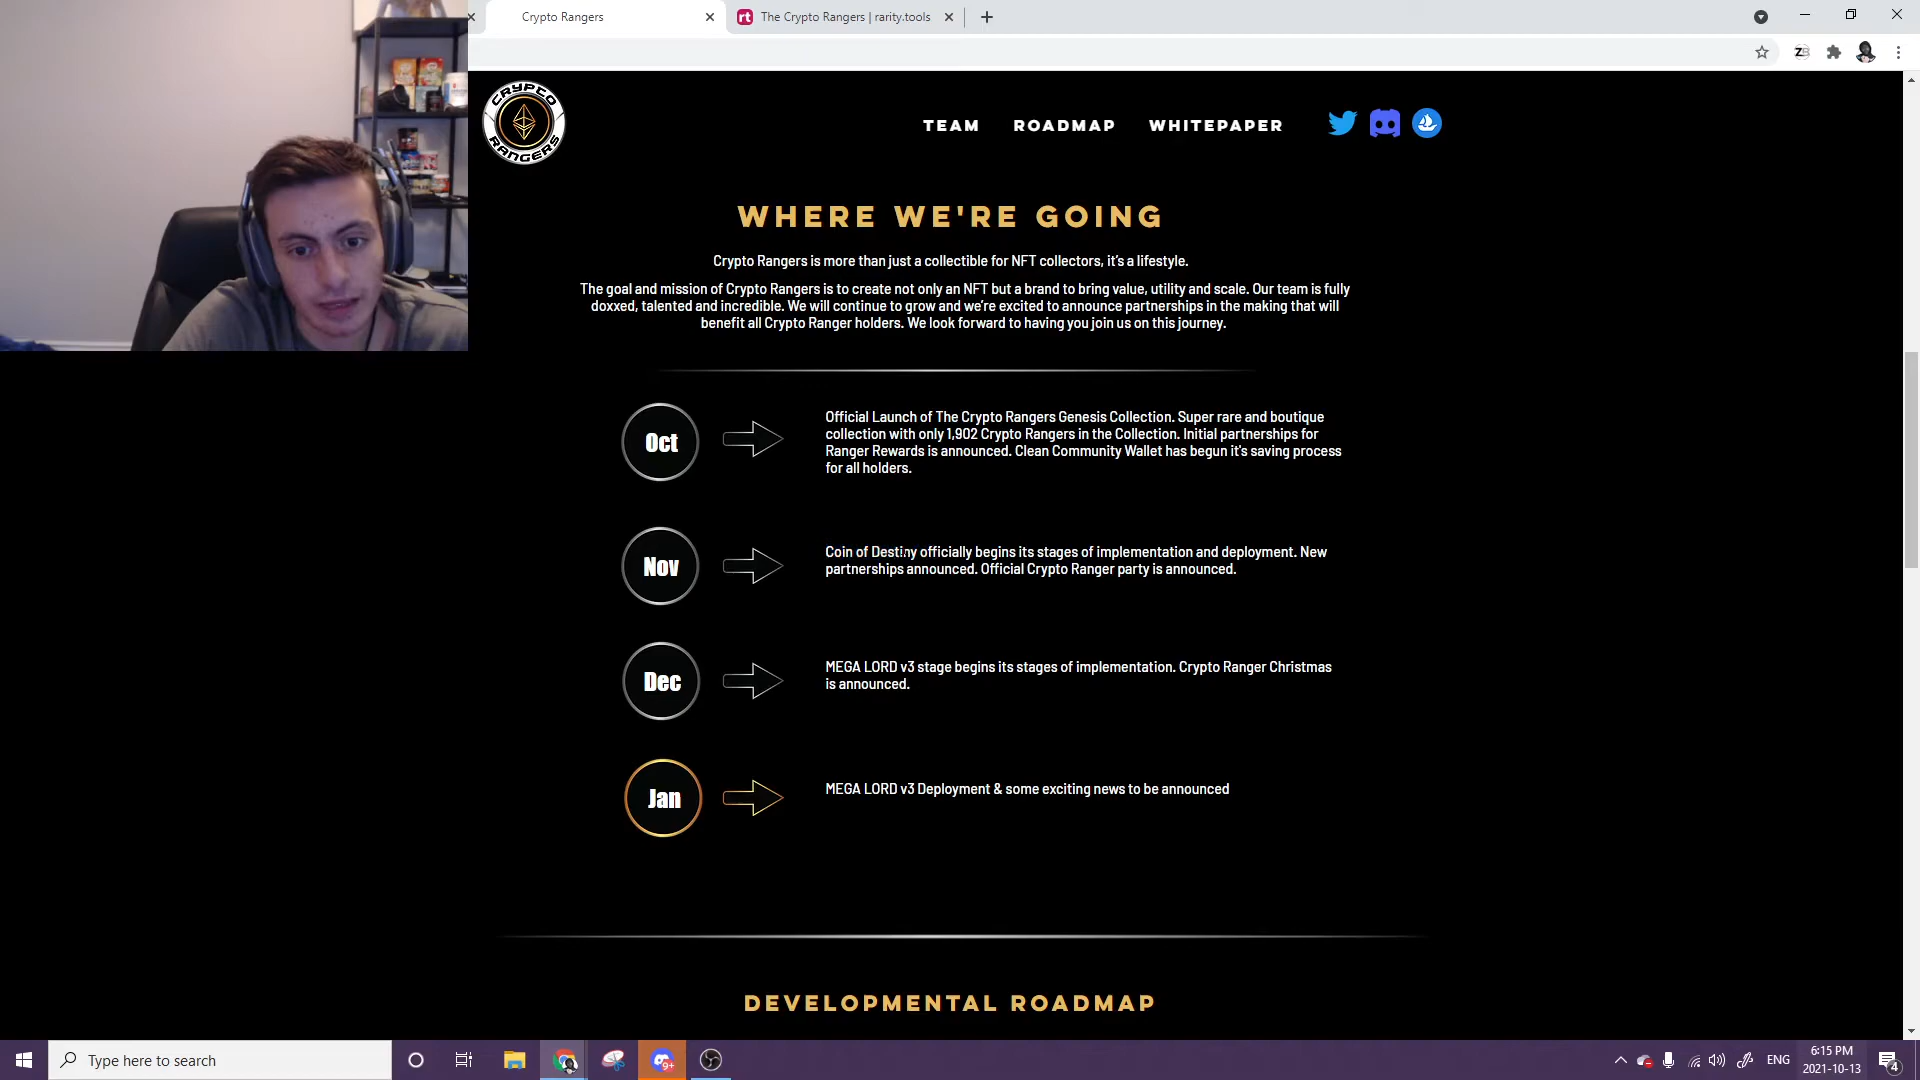 Crypto Rangers
The Crypto Rangers | rarity.tools
CRYPTO
RANGERS
TEAM
ROADMAP
WHITEPAPER
WHERE WE'RE GOING
Crypto Rangers is more than just a collectible for NFT collectors, it's a lifestyle.
The goal and mission of Crypto Rangers is to create not only an NFT but a brand to bring value, utility and scale. Our team is fully
doxxed, talented and incredible. We will continue to grow and we're excited to announce partnerships in the making that will
benefit all Crypto Ranger holders. We look forward to having you join us on this journey.
Oct
Official Launch of The Crypto Rangers Genesis Collection. Super rare and boutique
collection with only 1,902 Crypto Rangers in the Collection. Initial partnerships for
Ranger Rewards is announced. Clean Community Wallet has begun it's saving process
for all holders.
Nov
Coin of Destiny officially begins its stages of implementation and deployment. New
partnerships announced. Official Crypto Ranger party is announced.
Dec
MEGA LORD v3 stage begins its stages of implementation. Crypto Ranger Christmas
is announced.
Jan
MEGA LORD v3 Deployment & some exciting news to be announced
DEVELOPMENTAL ROADMAP
Type here to search
9+
ENG
6:15 PM
2021-10-13
4